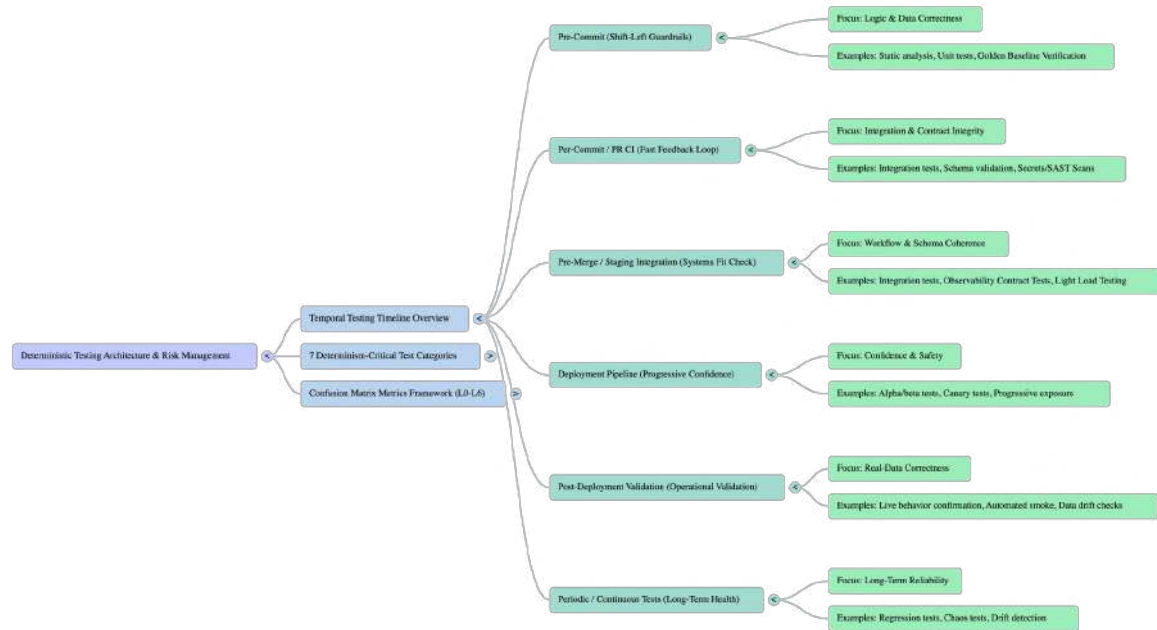 Deterministic Testing Architecture & Risk Management
<
Temporal Testing Timeline Overview
<
Pre-Commit (Shift-Left Guardrails)
<
Focus: Logic & Data Correctness
Examples: Static analysis, Unit tests, Golden Baseline Verification
Per-Commit / PR CI (Fast Feedback Loop)
<
Focus: Integration & Contract Integrity
Examples: Integration tests, Schema validation, Secrets/SAST Scans
Pre-Merge / Staging Integration (Systems Fit Check)
<
Focus: Workflow & Schema Coherence
Examples: Integration tests, Observability Contract Tests, Light Load Testing
Deployment Pipeline (Progressive Confidence)
<
Focus: Confidence & Safety
Examples: Alpha/beta tests, Canary tests, Progressive exposure
Post-Deployment Validation (Operational Validation)
<
Focus: Real-Data Correctness
Examples: Live behavior confirmation, Automated smoke, Data drift checks
Periodic / Continuous Tests (Long-Term Health)
<
Focus: Long-Term Reliability
Examples: Regression tests, Chaos tests, Drift detection
7 Determinism-Critical Test Categories
>
Confusion Matrix Metrics Framework (L0-L6)
>